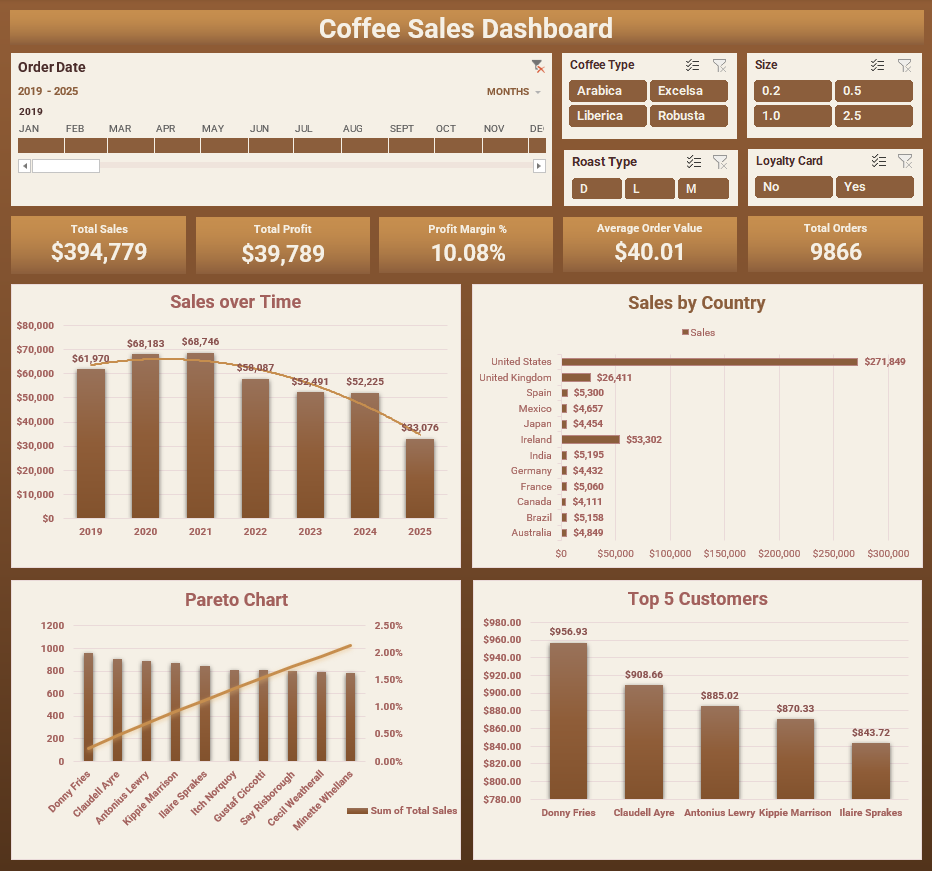 Coffee Sales Dashboard
Order Date
2019 - 2025
MONTHS
2019
JAN FEB MAR APR MAY JUN JUL AUG SEPT OCT NOV DE
Coffee Type
Arabica Excelsa
Liberica Robusta
Size
0.2 0.5
1.0 2.5
Roast Type
D L M
Loyalty Card
No Yes
Total Sales
$394,779
Total Profit
$39,789
Profit Margin %
10.08%
Average Order Value
$40.01
Total Orders
9866
Sales over Time
$80,000
$70,000
$60,000
$50,000
$40,000
$30,000
$20,000
$10,000
$0
$61,970
$68,183
$68,746
$58,087
$52,491
$52,225
$33,076
2019 2020 2021 2022 2023 2024 2025
Sales by Country
Sales
United States $271,849
United Kingdom $26,411
Spain $5,300
Mexico $4,657
Japan $4,454
Ireland $53,302
India $5,195
Germany $4,432
France $5,060
Canada $4,111
Brazil $5,158
Australia $4,849
$0 $50,000 $100,000 $150,000 $200,000 $250,000 $300,000
Pareto Chart
1200
1000
800
600
400
200
0
2.50%
2.00%
1.50%
1.00%
0.50%
0.00%
Donny Fries
Claudell Ayre
Antonius Lewry
Kippie Marrison
Ilaire Sprakes
Itch Norquoy
Gustaf Ciccotti
Say Risborough
Cecil Weatherall
Minette Whellans
Sum of Total Sales
Top 5 Customers
$980.00
$960.00
$940.00
$920.00
$900.00
$880.00
$860.00
$840.00
$820.00
$800.00
$780.00
$956.93
$908.66
$885.02
$870.33
$843.72
Donny Fries Claudell Ayre Antonius Lewry Kippie Marrison Ilaire Sprakes